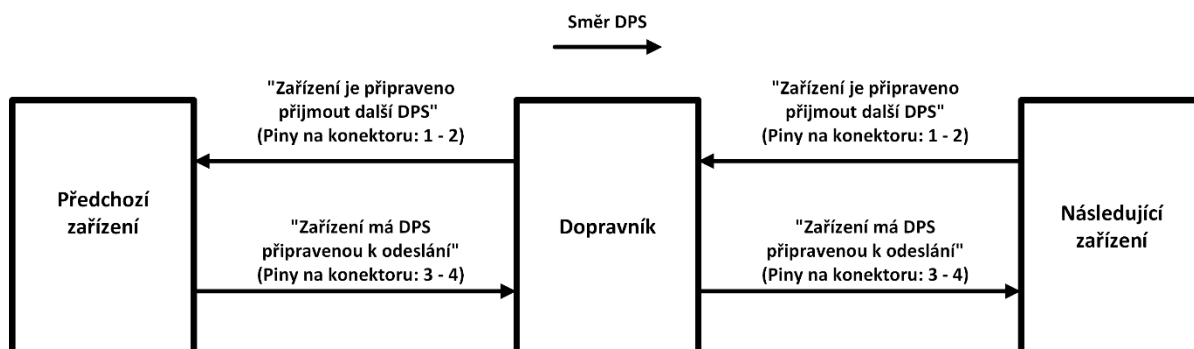 Směr DPS
"Zařízení je připraveno
přijmout další DPS"
(Piny na konektoru: 1 - 2)
"Zařízení je připraveno
přijmout další DPS"
(Piny na konektoru: 1 - 2)
Předchozí
zařízení
"Zařízení má DPS
připravenou k odeslání"
(Piny na konektoru: 3 - 4)
Dopravník
"Zařízení má DPS
připravenou k odeslání"
(Piny na konektoru: 3 - 4)
Následující
zařízení